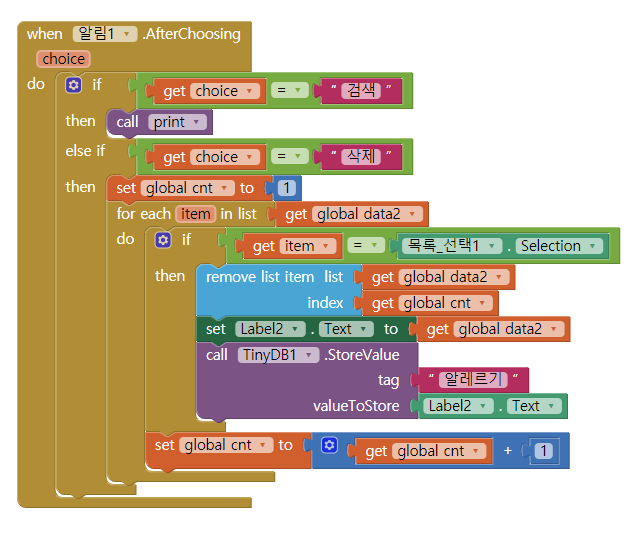 when 알림1 .AfterChoosing
choice
do if get choice = " 검색 "
then call print
else if get choice = " 삭제 "
then set global cnt to 1
for each item in list get global data2
do if get item = 목록_선택1 . Selection
then remove list item list get global data2
index get global cnt
set Label2 . Text to get global data2
call TinyDB1 .StoreValue
tag " 알레르기 "
valueToStore Label2 . Text
set global cnt to get global cnt + 1